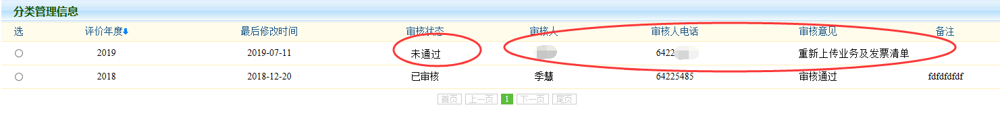 分类管理信息
选 评价年度 最后修改时间 审核状态 审核人 审核人电话 审核意见 备注
2019 2019-07-11 未通过 6422 重新上传业务及发票清单
2018 2018-12-20 已审核 季慧 64225485 审核通过 fdfdfdfdf
首页 上一页 1 下一页 尾页